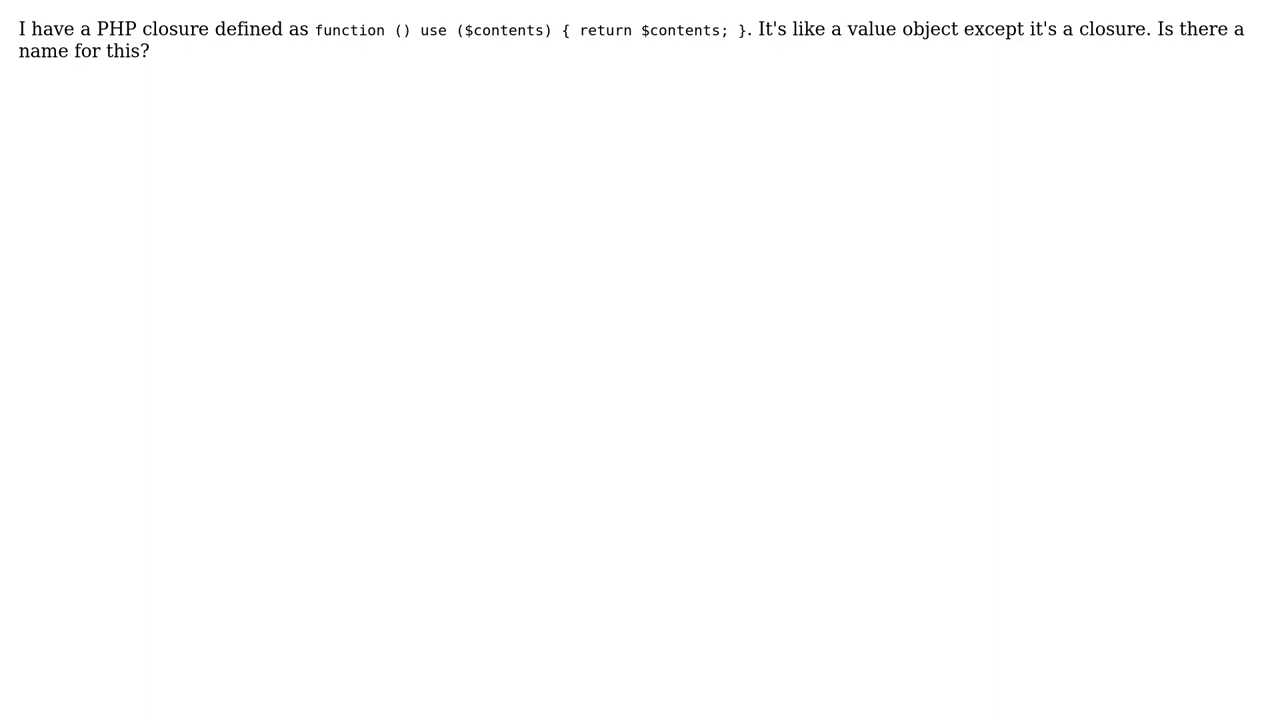 I have a PHP closure defined as function () use ($contents) { return $contents; }. It's like a value object except it's a closure. Is there a
name for this?